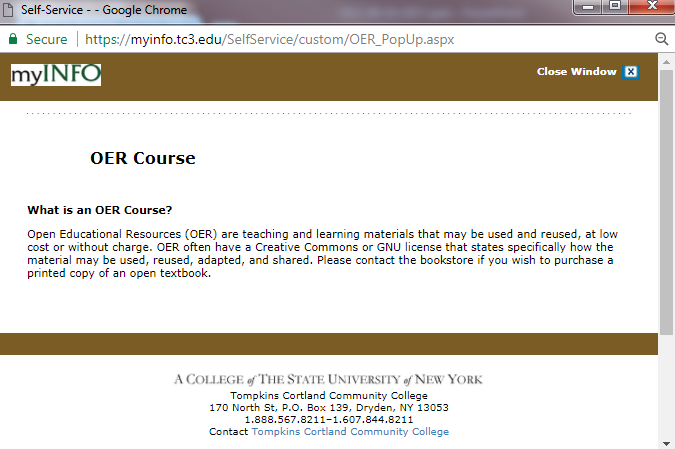 Self-Service - - Google Chrome
Secure https://myinfo.tc3.edu/SelfService/custom/OER_PopUp.aspx
myINFO
Close Window
OER Course
What is an OER Course?
Open Educational Resources (OER) are teaching and learning materials that may be used and reused, at low
cost or without charge. OER often have a Creative Commons or GNU license that states specifically how the
material may be used, reused, adapted, and shared. Please contact the bookstore if you wish to purchase a
printed copy of an open textbook.
A COLLEGE of THE STATE UNIVERSITY of NEW YORK
Tompkins Cortland Community College
170 North St, P.O. Box 139, Dryden, NY 13053
1.888.567.8211–1.607.844.8211
Contact Tompkins Cortland Community College